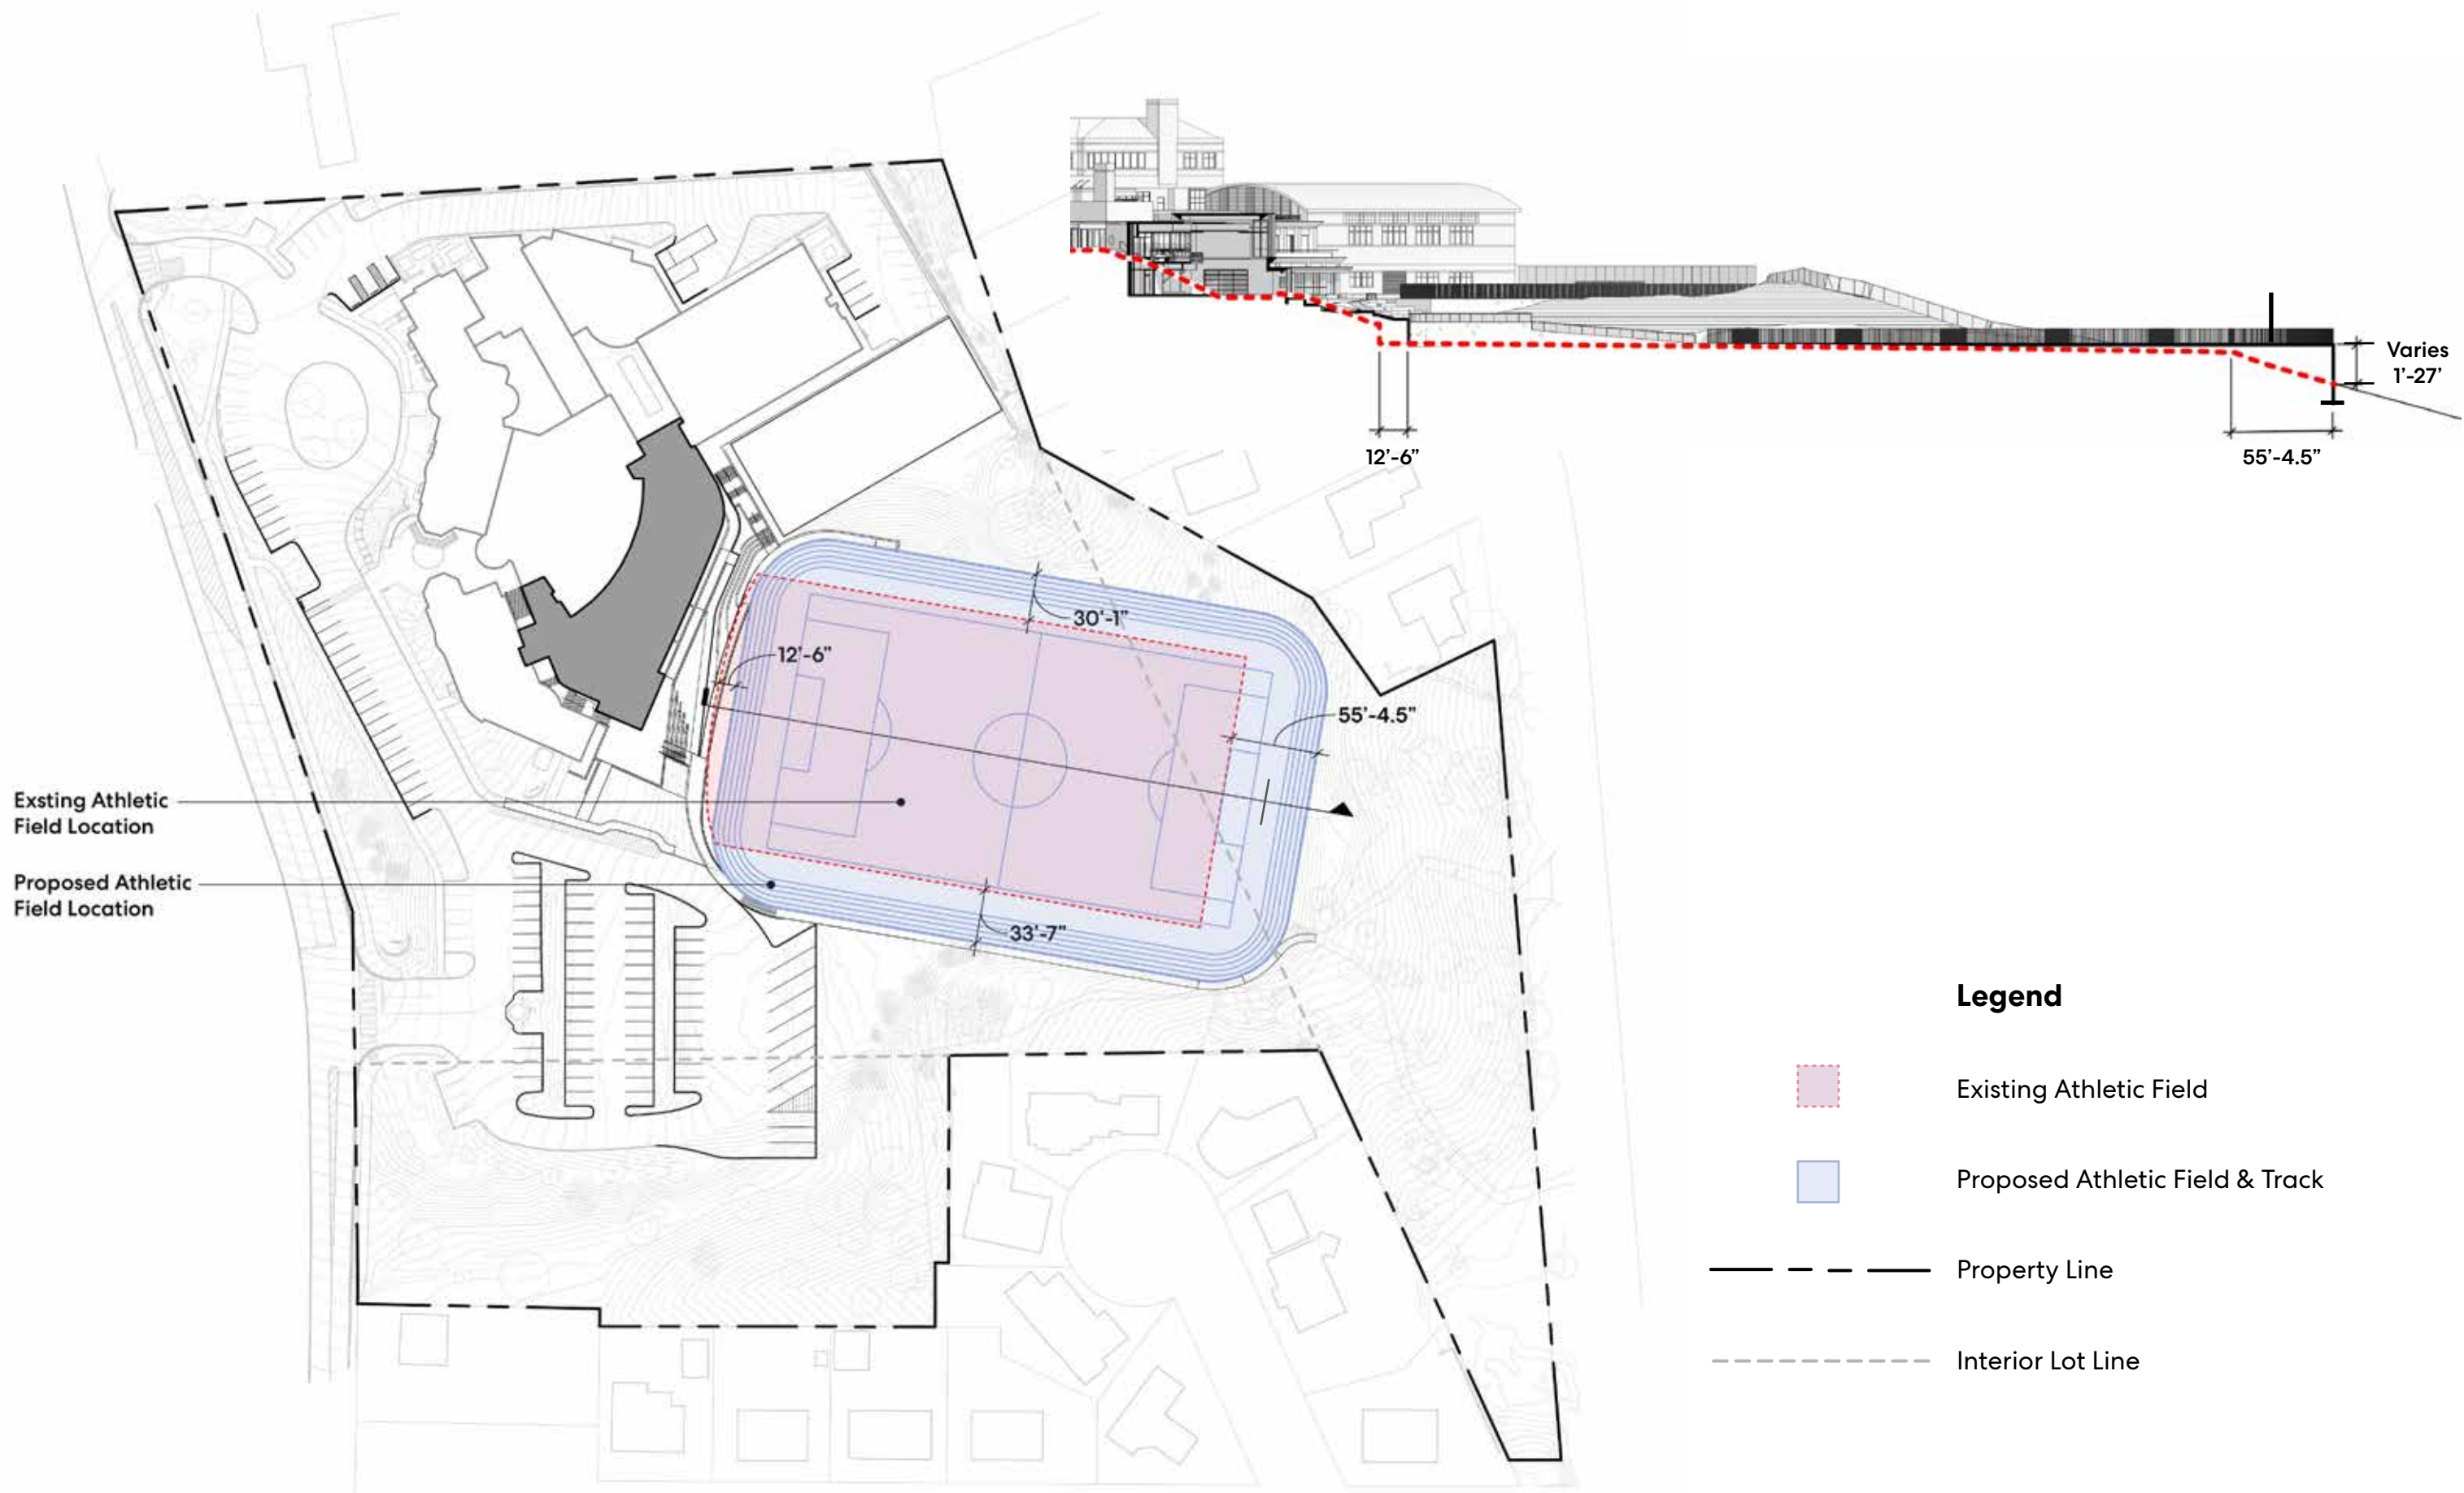 Varies
1’-27’
12’-6”
55’-4.5”
30’-1”
12’-6”
55’-4.5”
Exsting Athletic
Field Location
Proposed Athletic
Field Location
33’-7”
Legend
Existing Athletic Field
Proposed Athletic Field & Track
Property Line
Interior Lot Line